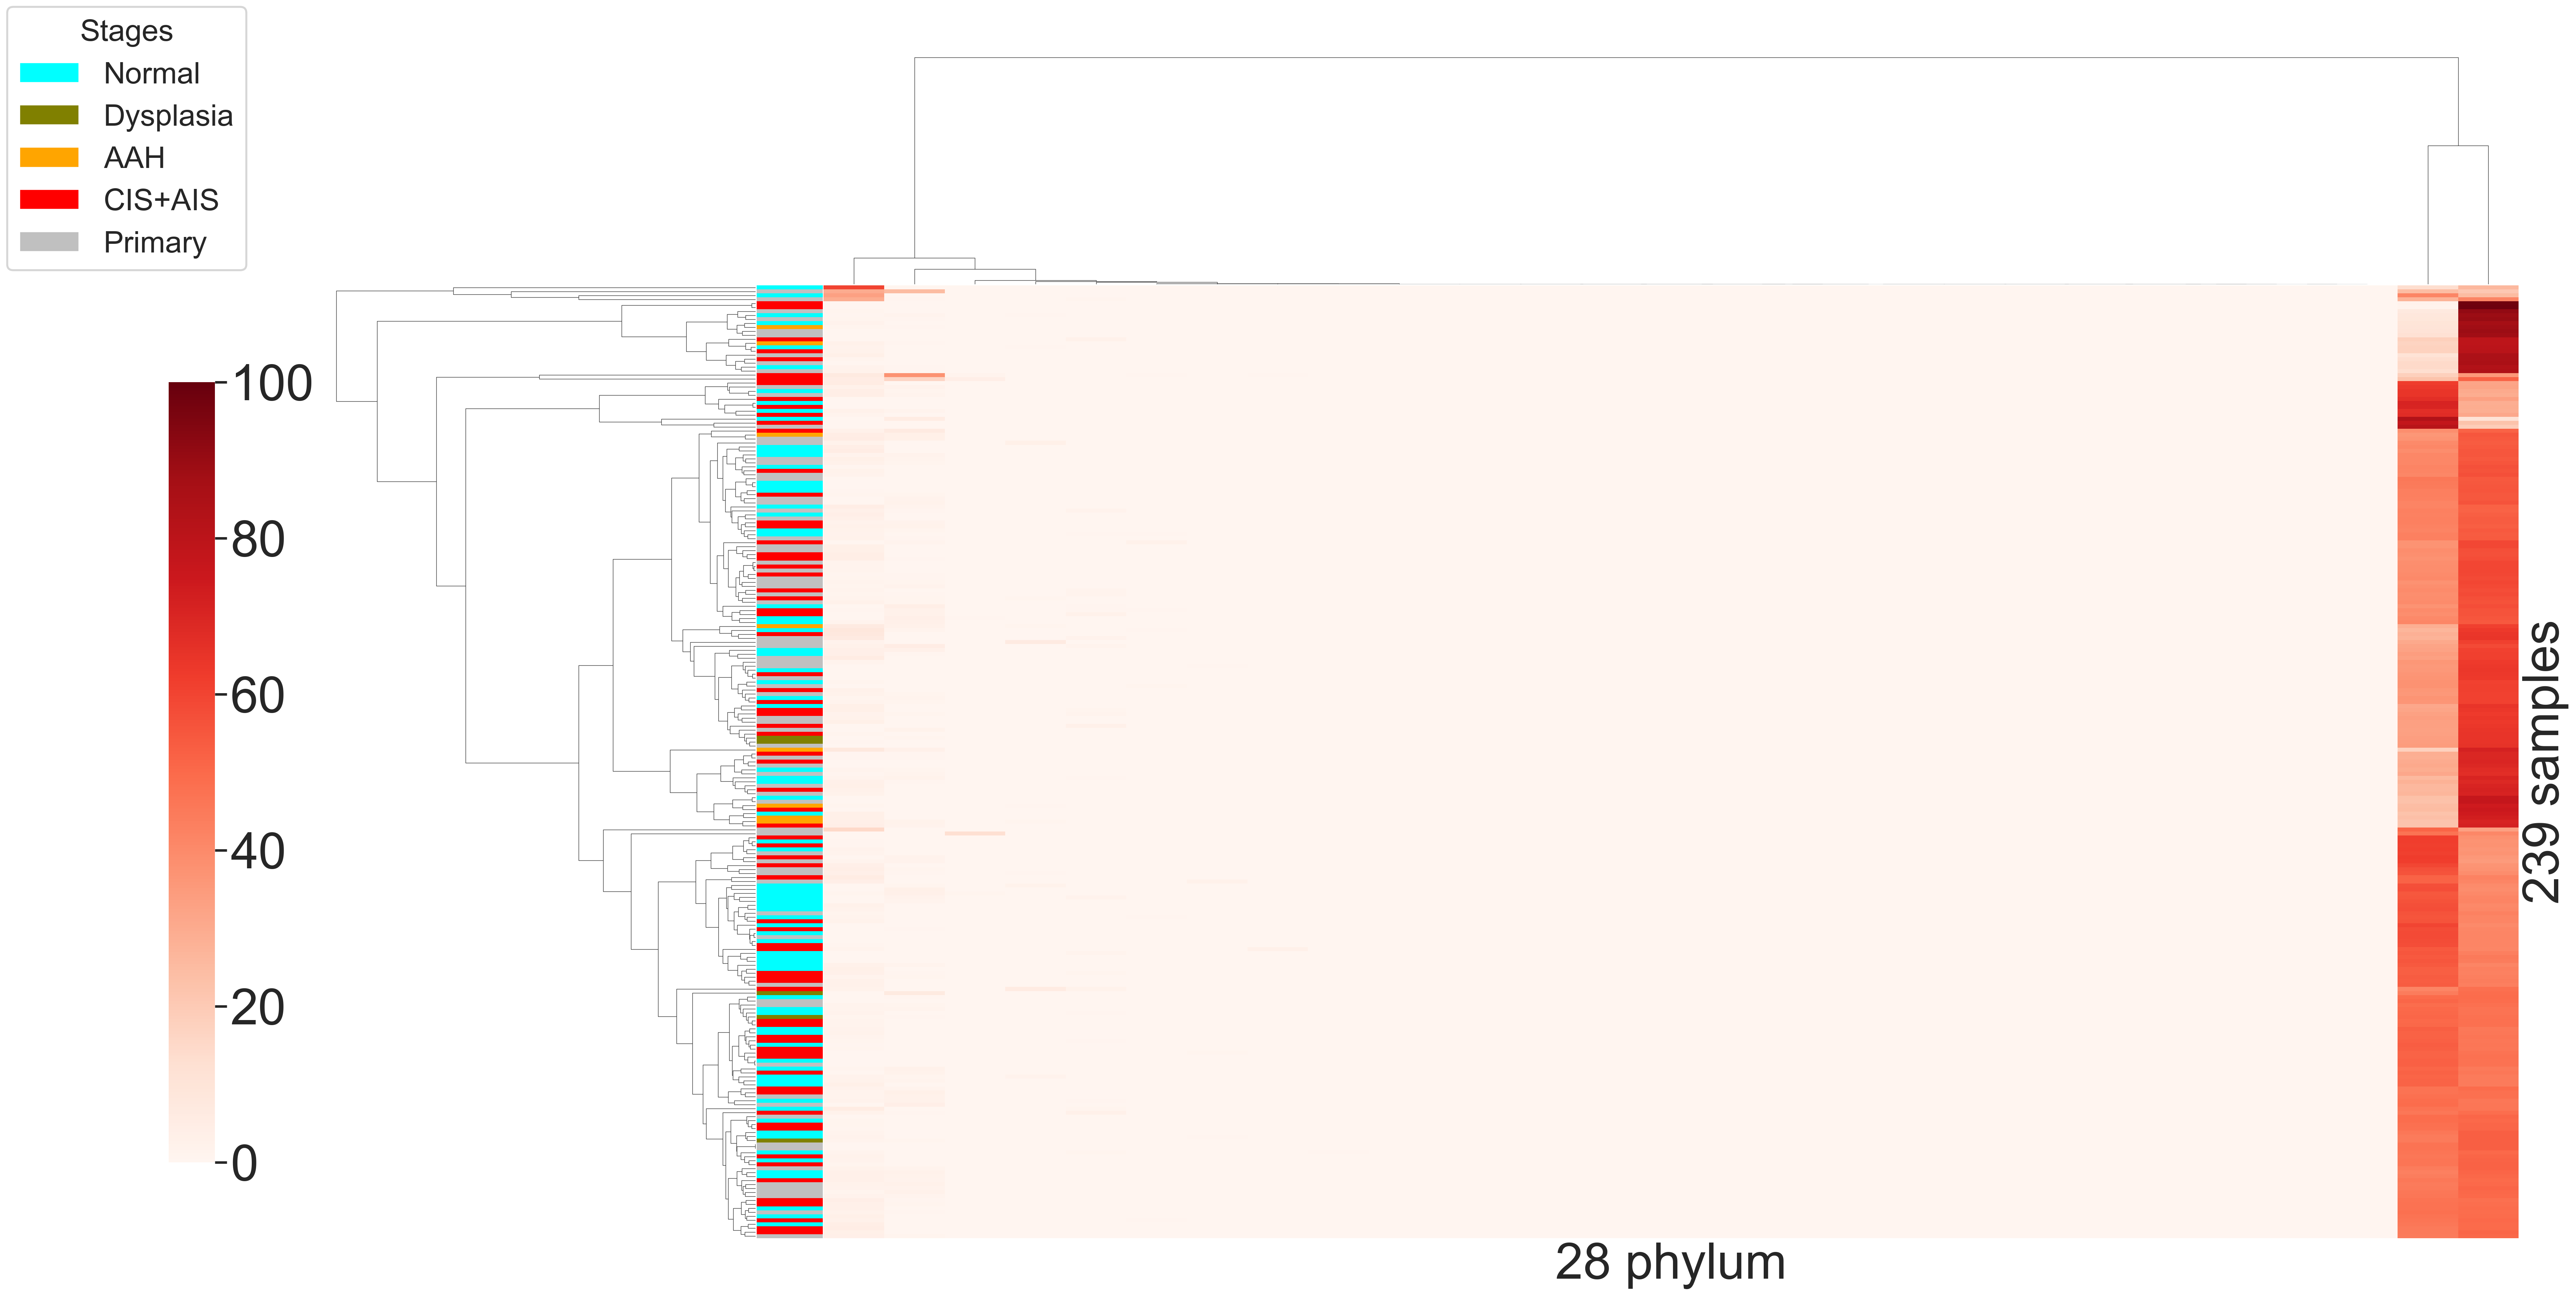 Stages
Normal
Dysplasia
AAH
CIS+AIS
Primary
100
80
60
40
20
0
239 samples
28 phylum